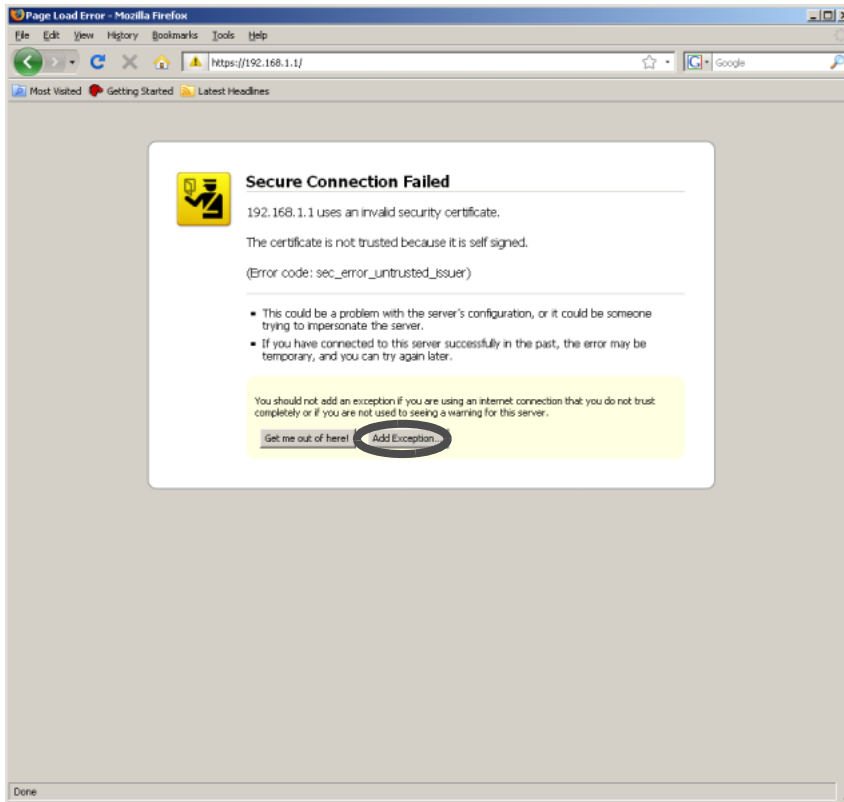 Page Load Error - Mozilla Firefox
File Edit View History Bookmarks Tools Help
https://192.168.1.1/
G Google
Most Visited Getting Started Latest Headlines
Secure Connection Failed
192.168.1.1 uses an invalid security certificate.
The certificate is not trusted because it is self signed.
(Error code: sec_error_untrusted_issuer)
This could be a problem with the server's configuration, or it could be someone
trying to impersonate the server.
If you have connected to this server successfully in the past, the error may be
temporary, and you can try again later.
You should not add an exception if you are using an internet connection that you do not trust
completely or if you are not used to seeing a warning for this server.
Get me out of here! Add Exception...
Done